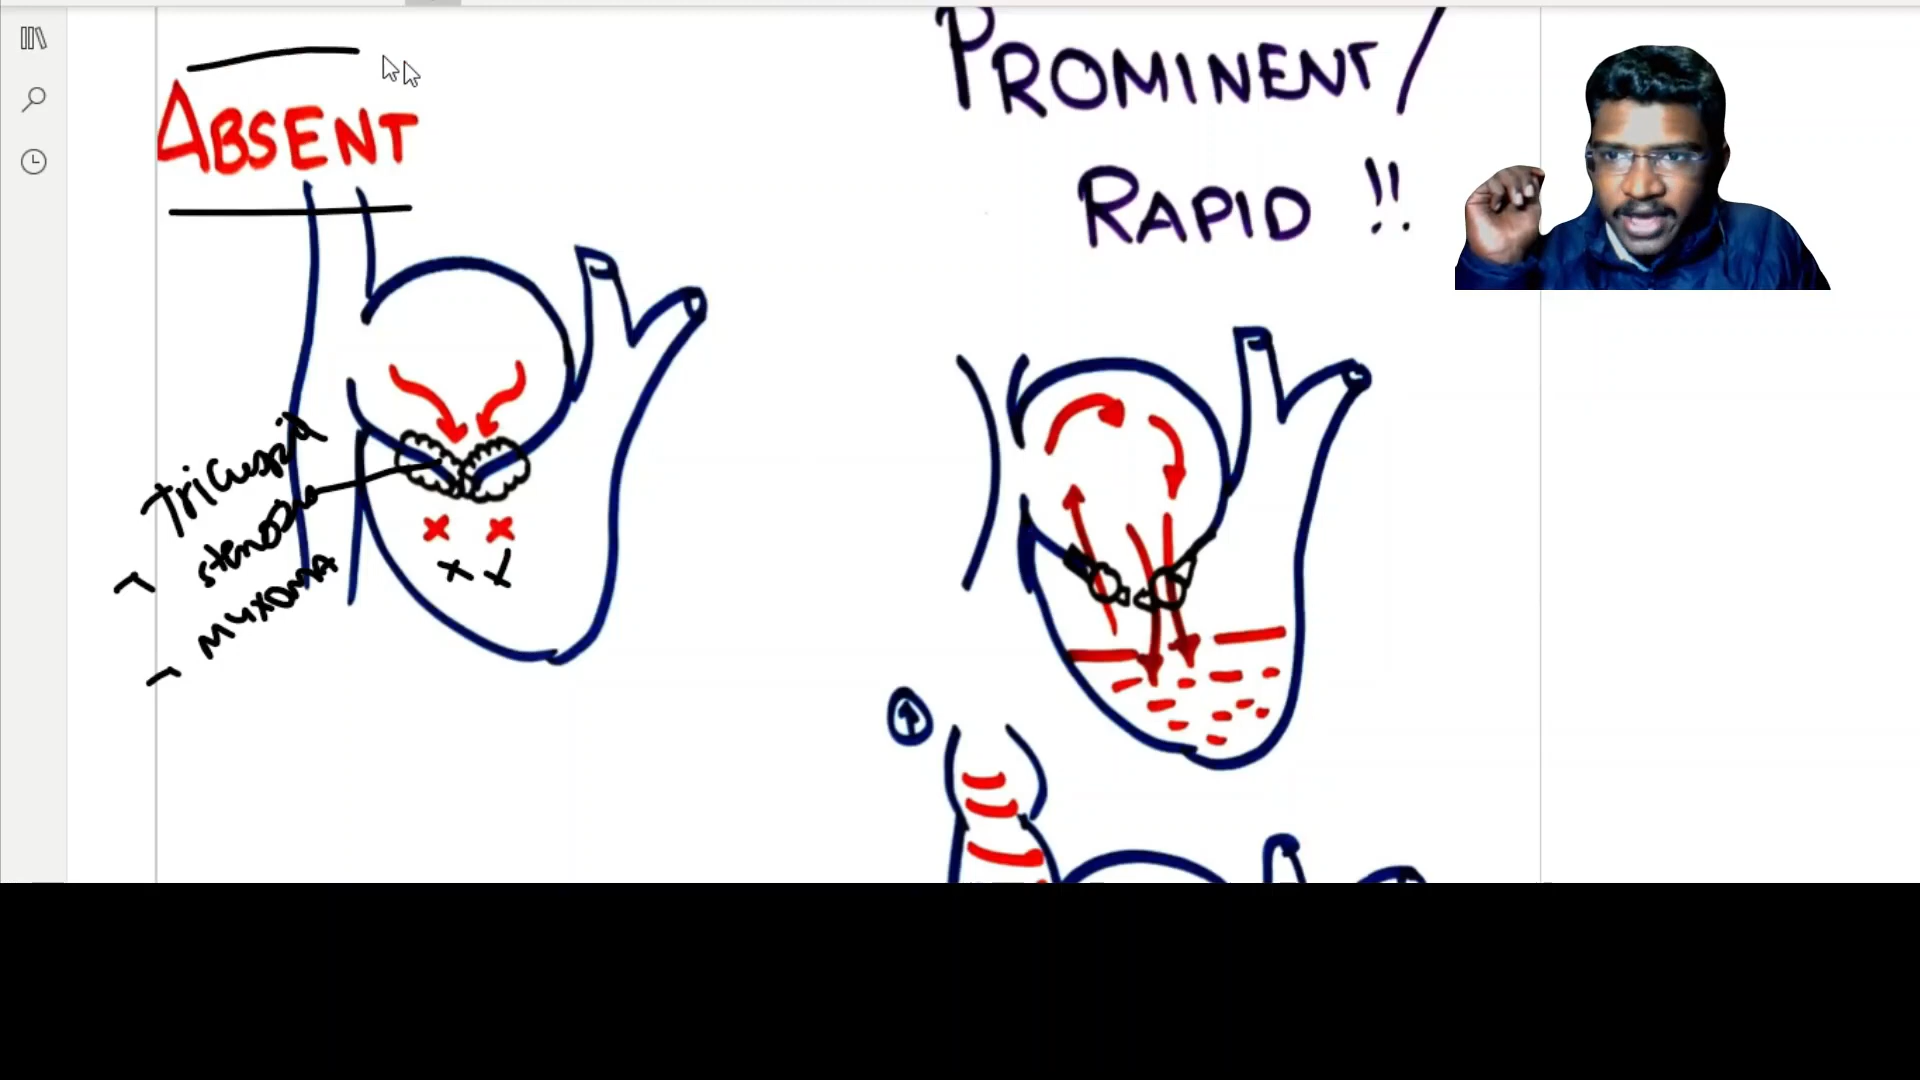 ABSENT
PROMINENT/
RAPID !!
Tricuspid
stenosis
myxoma